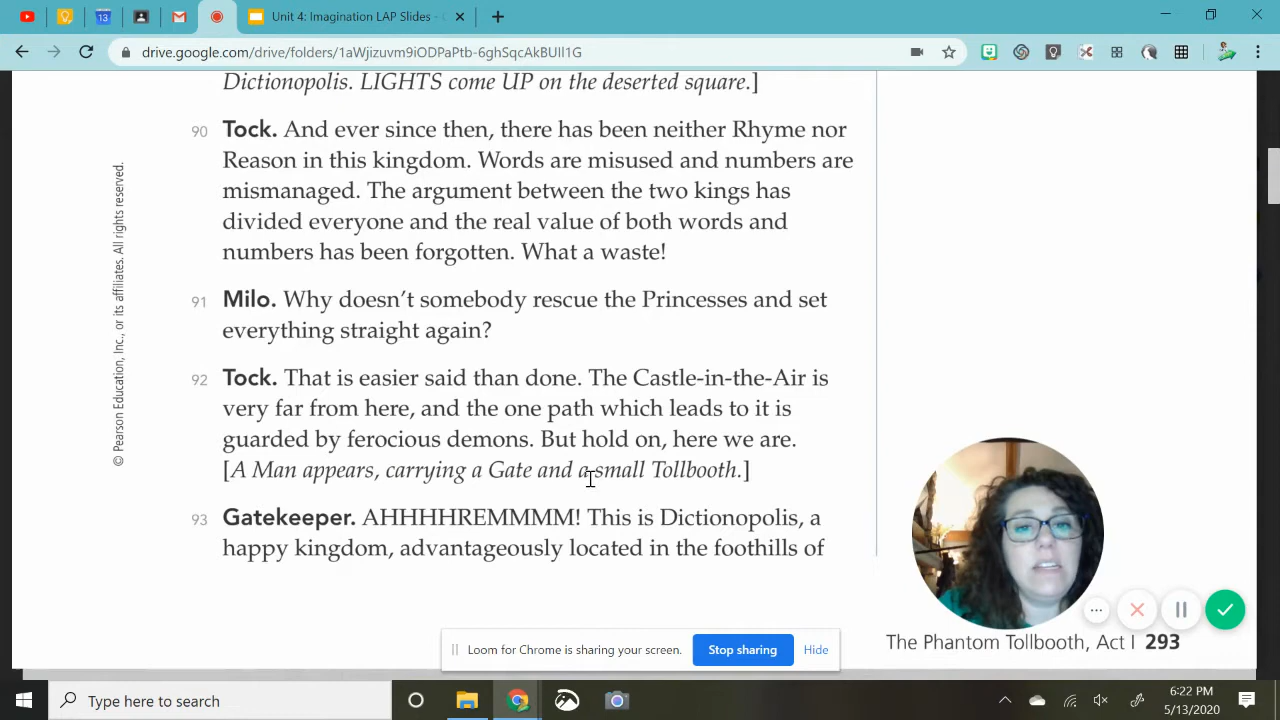 Unit 4: Imagination LAP Slides -
drive.google.com/drive/folders/1aWjizuvm9iODPaPtb-6ghSqcAkBUIl1G
Dictionopolis. LIGHTS come UP on the deserted square.]
90 Tock. And ever since then, there has been neither Rhyme nor
Reason in this kingdom. Words are misused and numbers are
mismanaged. The argument between the two kings has
divided everyone and the real value of both words and
numbers has been forgotten. What a waste!
91 Milo. Why doesn't somebody rescue the Princesses and set
everything straight again?
92 Tock. That is easier said than done. The Castle-in-the-Air is
very far from here, and the one path which leads to it is
guarded by ferocious demons. But hold on, here we are.
[A Man appears, carrying a Gate and a small Tollbooth.]
93 Gatekeeper. AHHHHREMMMM! This is Dictionopolis, a
happy kingdom, advantageously located in the foothills of
© Pearson Education, Inc., or its affiliates. All rights reserved.
The Phantom Tollbooth, Act I 293
Loom for Chrome is sharing your screen.
Stop sharing
Hide
Type here to search
6:22 PM
5/13/2020